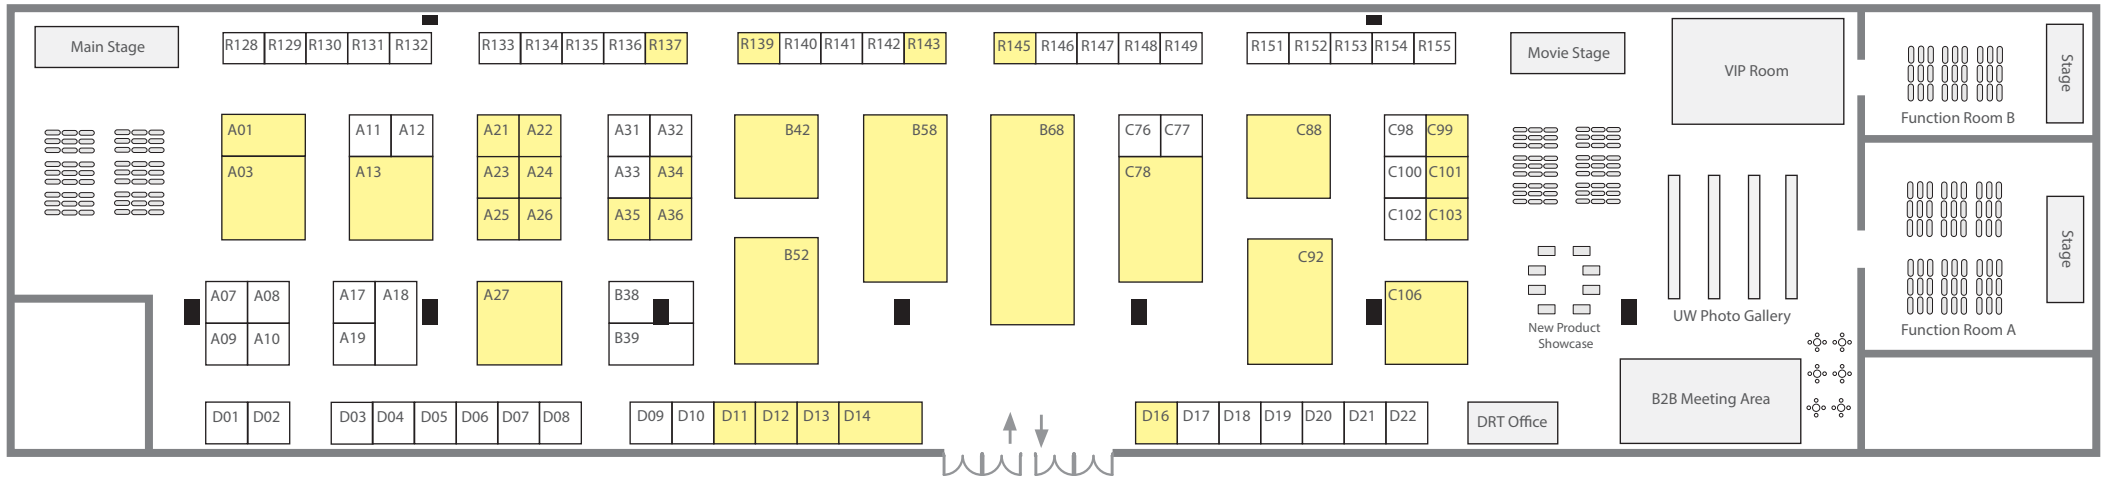 Main Stage
R128 R129 R130 R131 R132
R133 R134 R135 R136 R137
R139 R140 R141 R142 R143
R145 R146 R147 R148 R149
R151 R152 R153 R154 R155
Movie Stage
VIP Room
Stage
Function Room B
A01
A03
A11 A12
A13
A21 A22
A23 A24
A25 A26
A31 A32
A33 A34
A35 A36
B42
B52
B58
B68
C76 C77
C78
C88
C92
C98 C99
C100 C101
C102 C103
C106
Stage
Function Room A
A07 A08
A09 A10
A17 A18
A19
A27
B38
B39
New Product
Showcase
UW Photo Gallery
B2B Meeting Area
D01 D02
D03 D04 D05 D06 D07 D08
D09 D10 D11 D12 D13 D14
D16 D17 D18 D19 D20 D21 D22
DRT Office